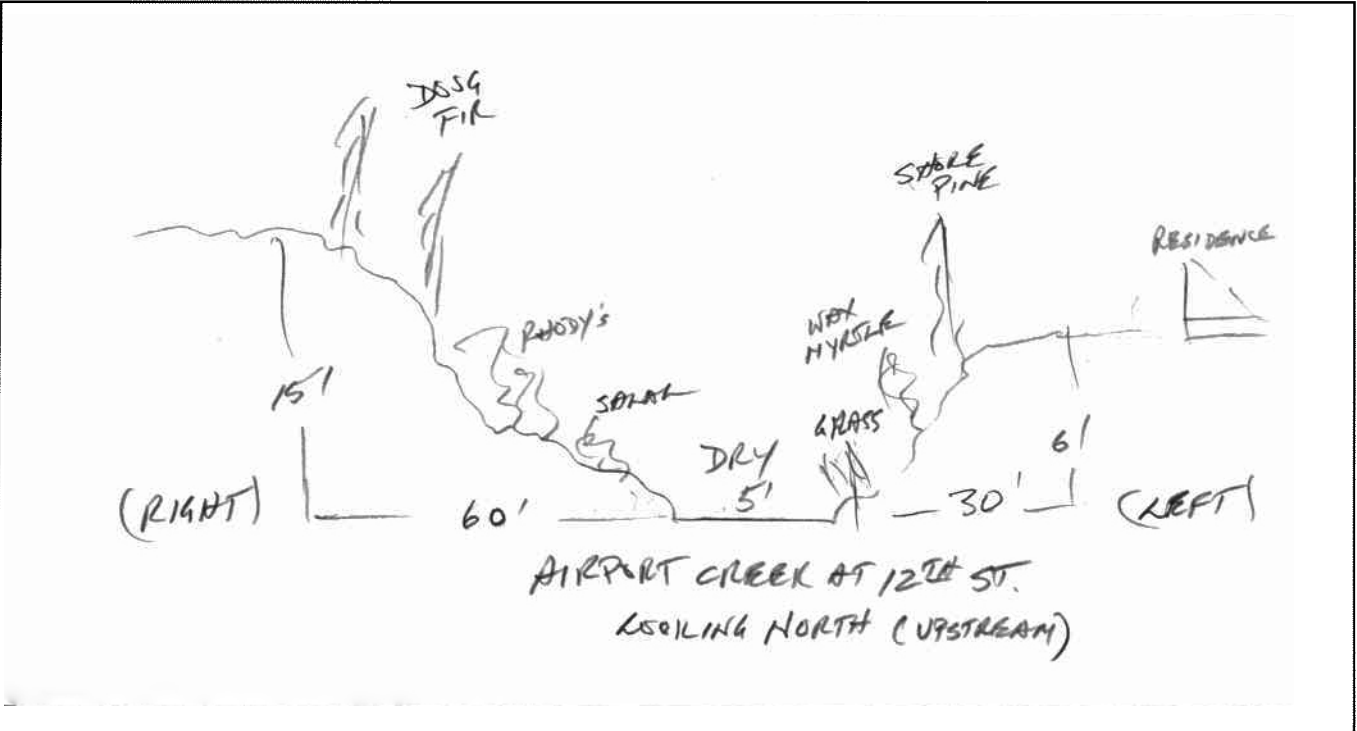 DOUG
FIR
SHORE
PINE
RESIDENCE
RHODY'S
WAX
MYRTLE
SALAL
GRASS
15'
DRY
5'
6'
(RIGHT)
60'
30'
(LEFT)
AIRPORT CREEK AT 12TH ST.
LOOKING NORTH (UPSTREAM)